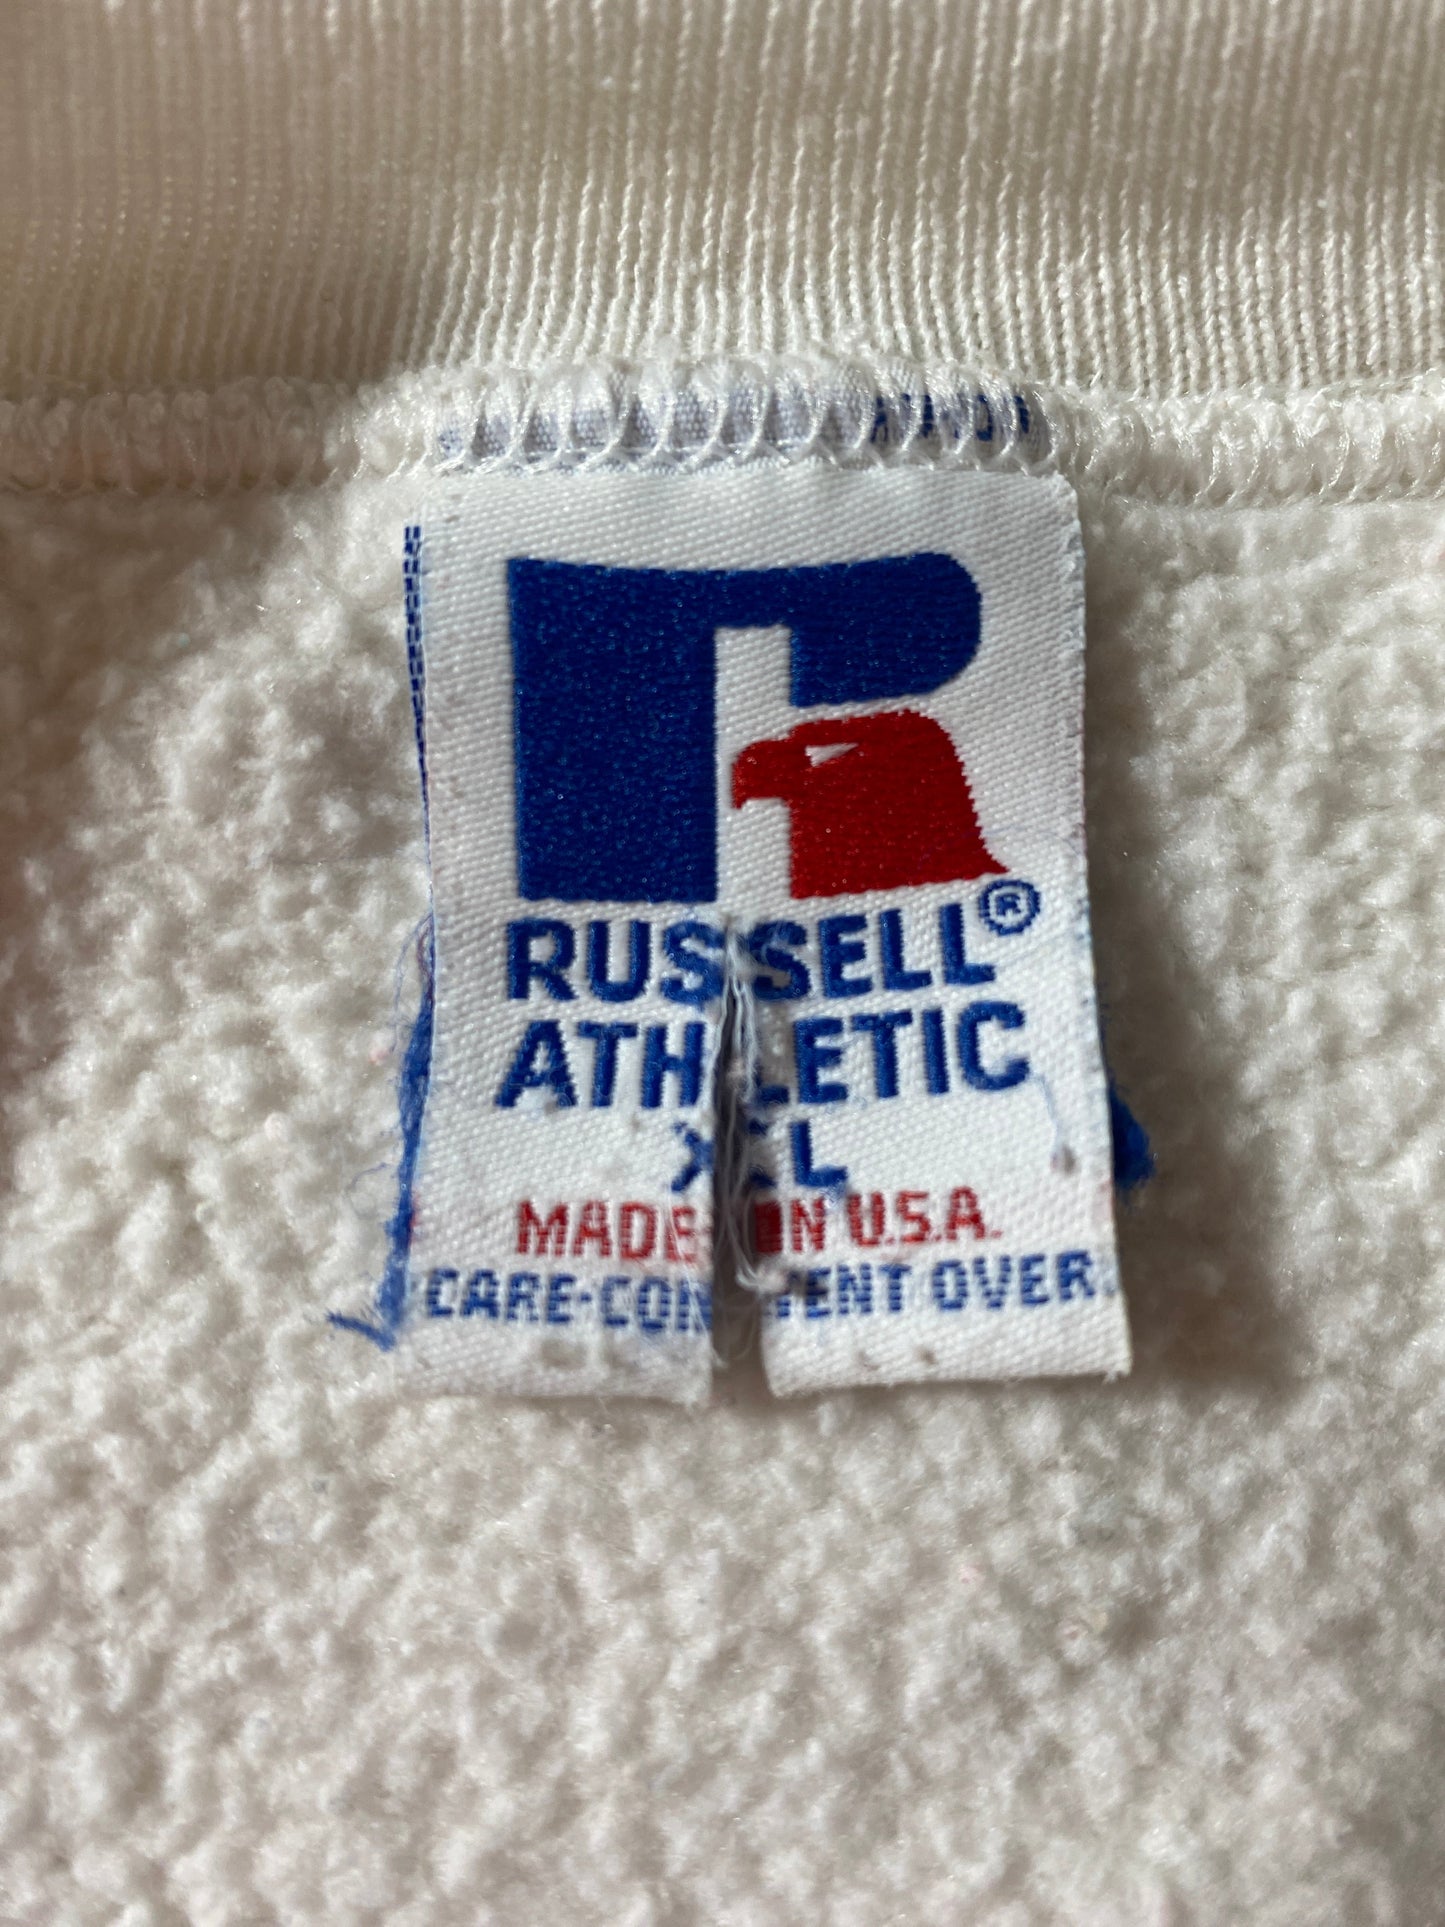 RUSSELL®
ATHLETIC
XL
MADE IN U.S.A.
CARE-CONTENT OVER